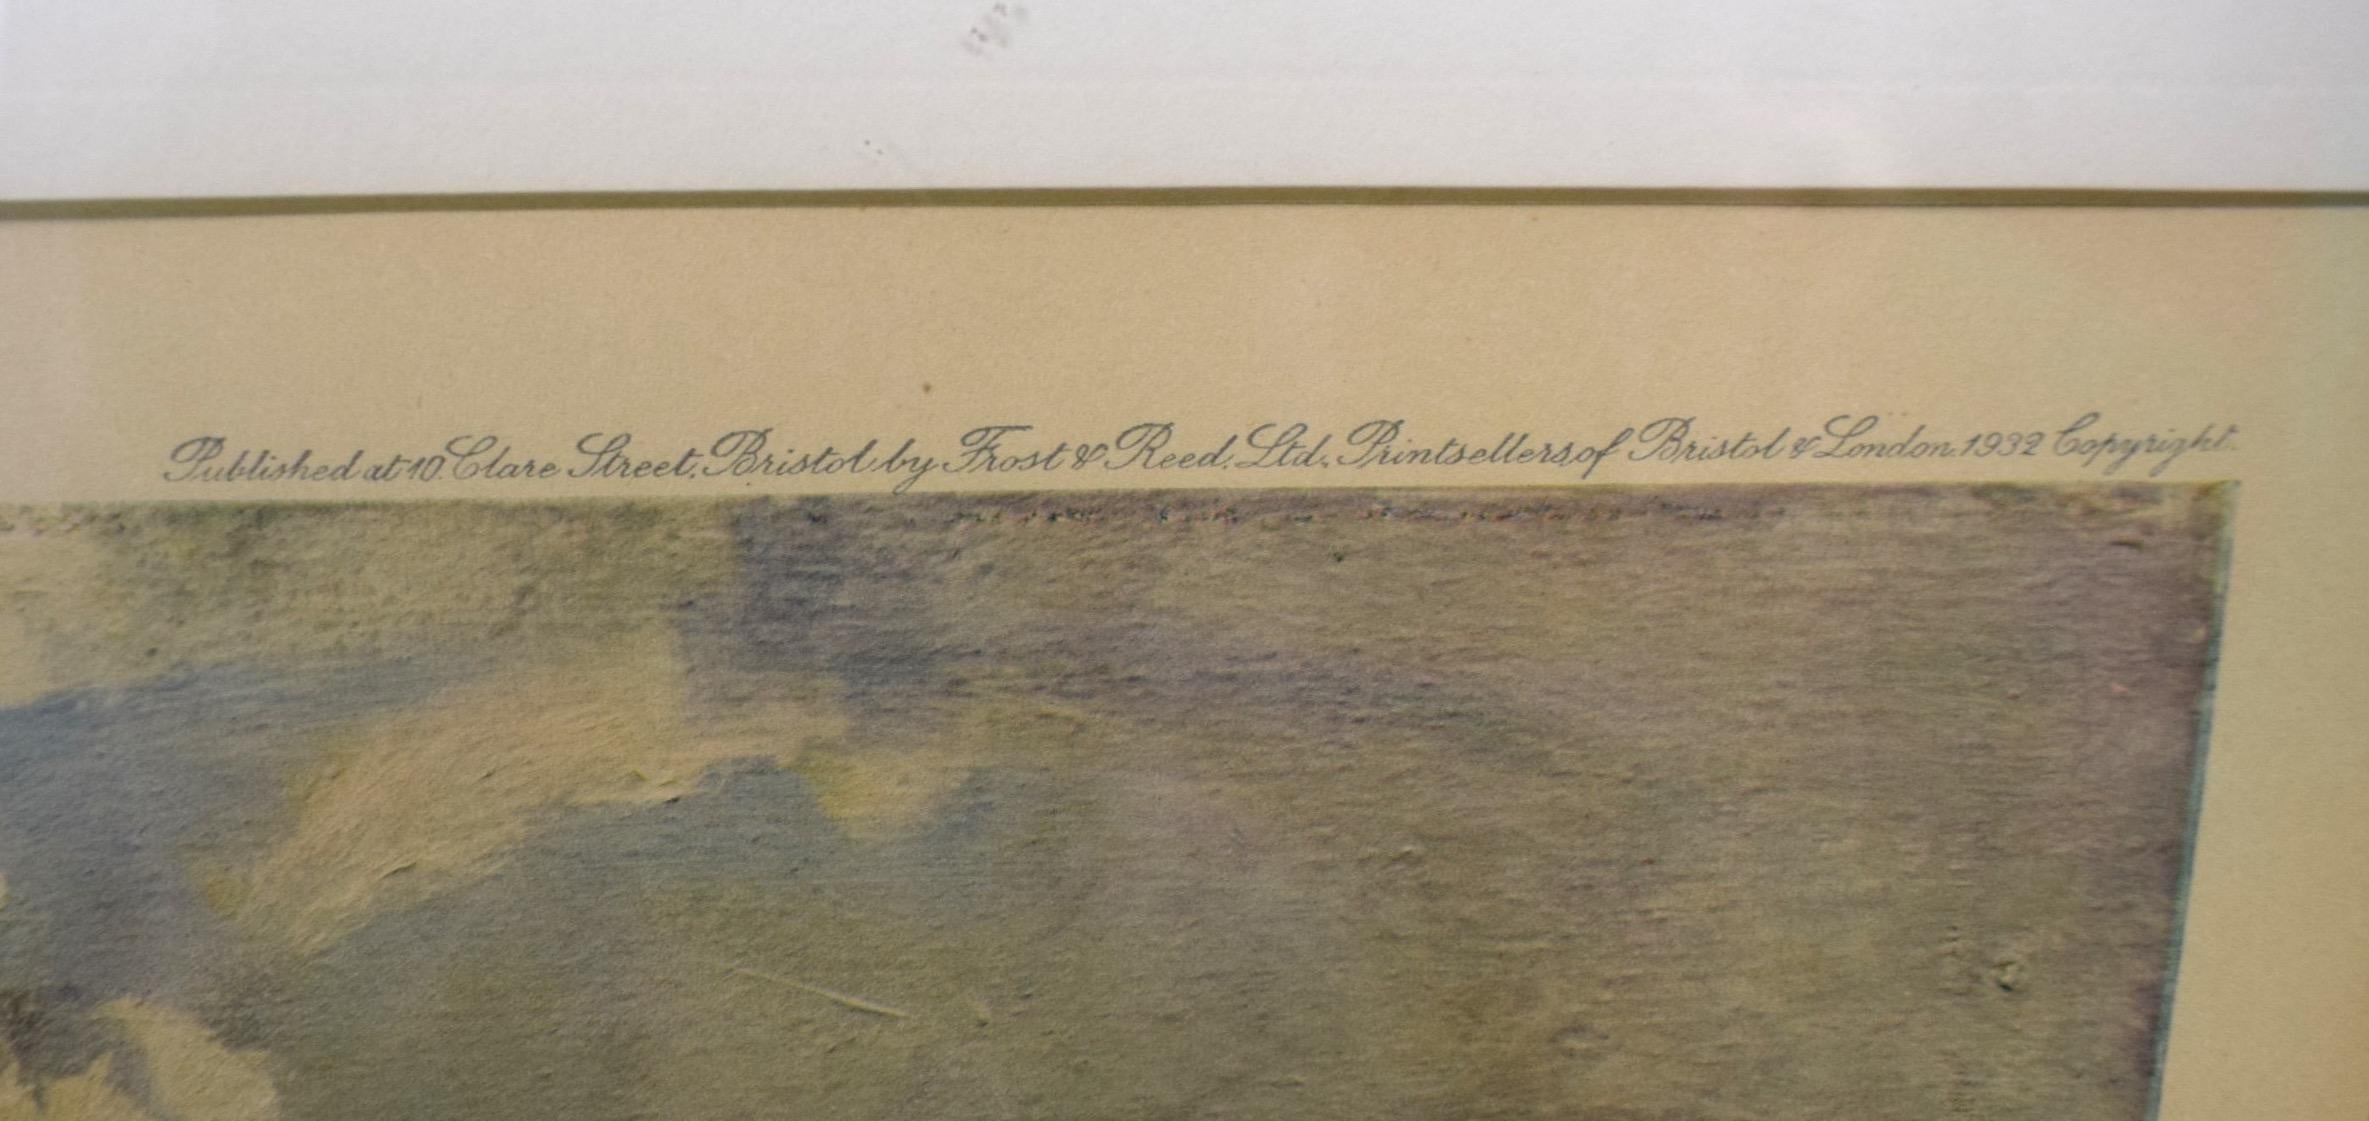 Published at 10. Clare Street. Bristol by Frost & Reed. Ltd. Printsellers of Bristol & London. 1932 Copyright.